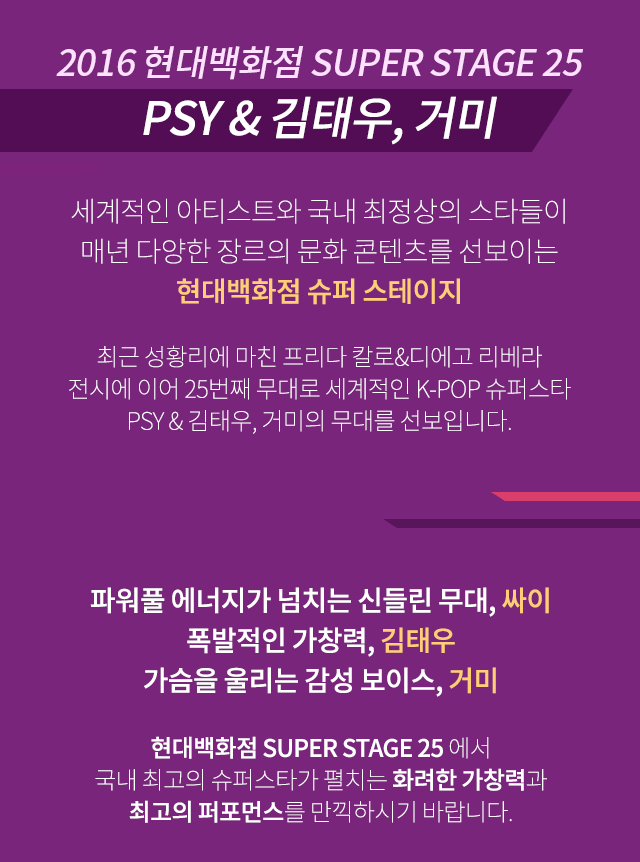 2016 현대백화점 SUPER STAGE 25
PSY & 김태우, 거미
세계적인 아티스트와 국내 최정상의 스타들이
매년 다양한 장르의 문화 콘텐츠를 선보이는
현대백화점 슈퍼 스테이지
최근 성황리에 마친 프리다 칼로&디에고 리베라
전시에 이어 25번째 무대로 세계적인 K-POP 슈퍼스타
PSY & 김태우, 거미의 무대를 선보입니다.
파워풀 에너지가 넘치는 신들린 무대, 싸이
폭발적인 가창력, 김태우
가슴을 울리는 감성 보이스, 거미
현대백화점 SUPER STAGE 25 에서
국내 최고의 슈퍼스타가 펼치는 화려한 가창력과
최고의 퍼포먼스를 만끽하시기 바랍니다.